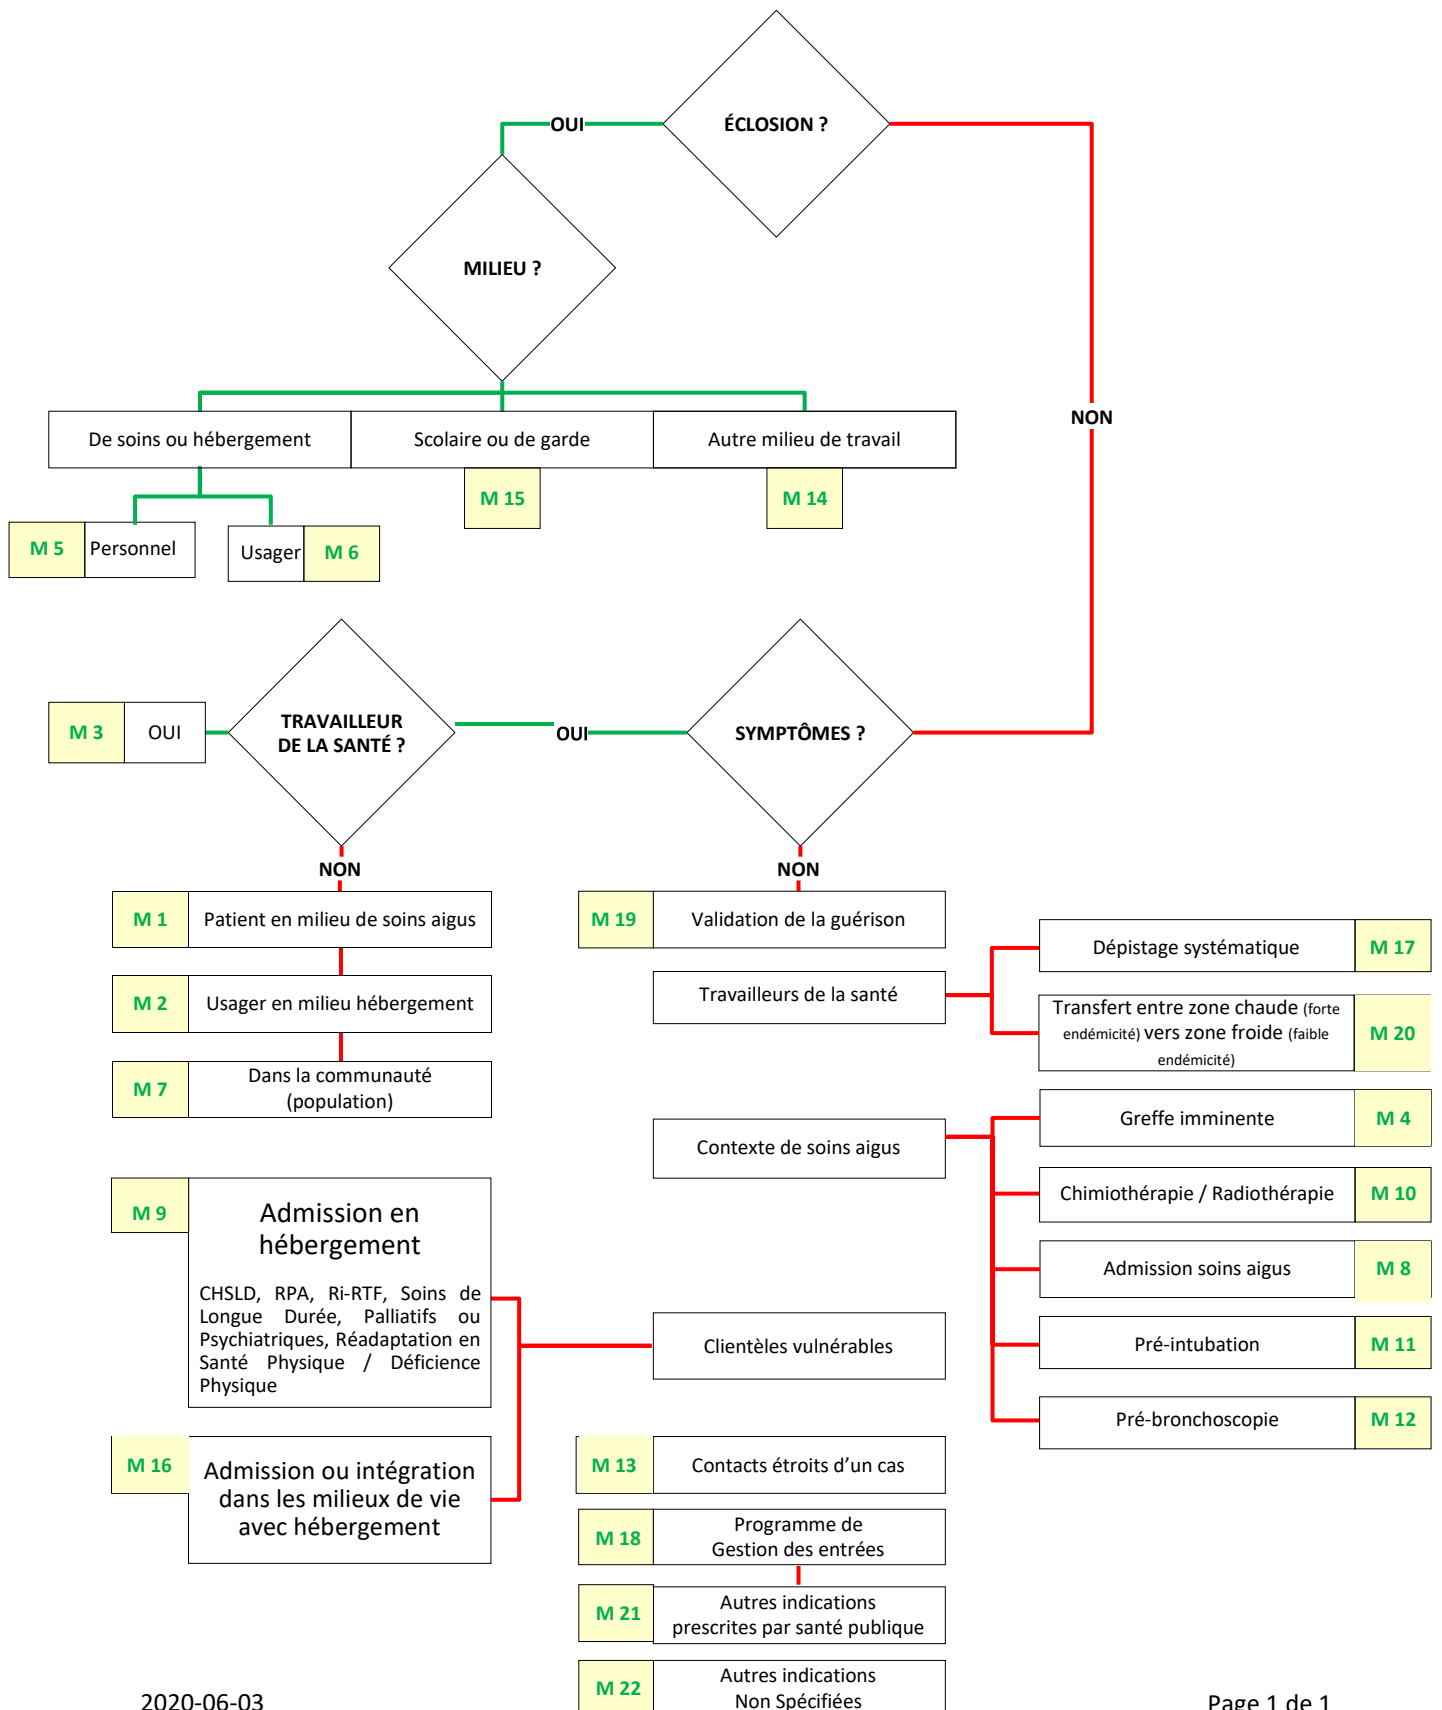 ÉCLOSION ?
OUI
MILIEU ?
NON
De soins ou hébergement
Scolaire ou de garde
Autre milieu de travail
M 15
M 14
M 5
Personnel
Usager
M 6
TRAVAILLEUR
DE LA SANTÉ ?
M 3
OUI
OUI
SYMPTÔMES ?
NON
NON
M 1
Patient en milieu de soins aigus
M 2
Usager en milieu hébergement
M 7
Dans la communauté
(population)
M 19
Validation de la guérison
Travailleurs de la santé
Dépistage systématique
M 17
Transfert entre zone chaude (forte
endémicité) vers zone froide (faible
endémicité)
M 20
Contexte de soins aigus
Greffe imminente
M 4
Chimiothérapie / Radiothérapie
M 10
Admission soins aigus
M 8
Pré-intubation
M 11
Pré-bronchoscopie
M 12
M 9
Admission en
hébergement
CHSLD, RPA, Ri-RTF, Soins de
Longue Durée, Palliatifs ou
Psychiatriques, Réadaptation en
Santé Physique / Déficience
Physique
Clientèles vulnérables
M 16
Admission ou intégration
dans les milieux de vie
avec hébergement
M 13
Contacts étroits d'un cas
M 18
Programme de
Gestion des entrées
M 21
Autres indications
prescrites par santé publique
M 22
Autres indications
Non Spécifiées
2020-06-03
Page 1 de 1